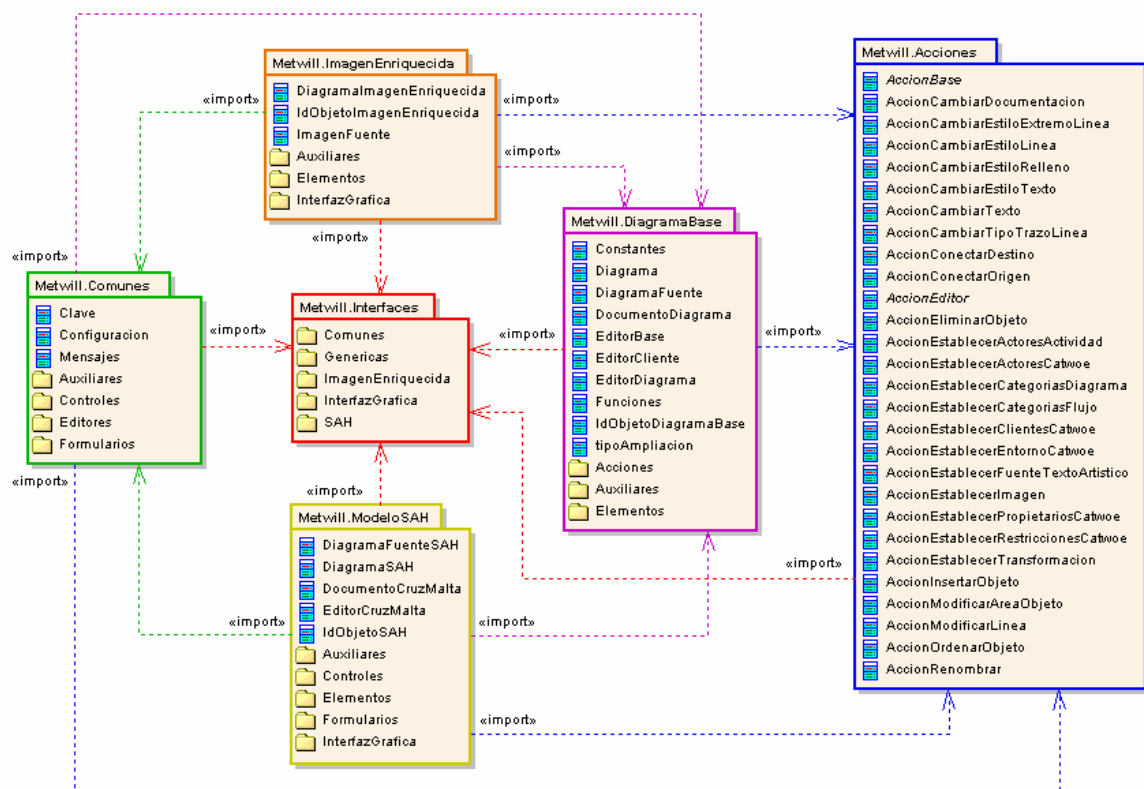 Metwill.ImagenEnriquecida
DiagramaImagenEnriquecida
IdObjetoImagenEnriquecida
ImagenFuente
Auxiliares
Elementos
InterfazGrafica
«import»
«import»
«import»
«import»
«import»
Metwill.Acciones
AccionBase
AccionCambiarDocumentacion
AccionCambiarEstiloExtremoLinea
AccionCambiarEstiloLinea
AccionCambiarEstiloRelleno
AccionCambiarEstiloTexto
AccionCambiarTexto
AccionCambiarTipoTrazoLinea
AccionConectarDestino
AccionConectarOrigen
AccionEditor
AccionEliminarObjeto
AccionEstablecerActoresActividad
AccionEstablecerActoresCatwoe
AccionEstablecerCategoriasDiagrama
AccionEstablecerCategoriasFlujo
AccionEstablecerClientesCatwoe
AccionEstablecerEntornoCatwoe
AccionEstablecerFuenteTextoArtistico
AccionEstablecerImagen
AccionEstablecerPropietariosCatwoe
AccionEstablecerRestriccionesCatwoe
AccionEstablecerTransformacion
AccionInsertarObjeto
AccionModificarAreaObjeto
AccionModificarLinea
AccionOrdenarObjeto
AccionRenombrar
Metwill.DiagramaBase
Constantes
Diagrama
DiagramaFuente
DocumentoDiagrama
EditorBase
EditorCliente
EditorDiagrama
Funciones
IdObjetoDiagramaBase
tipoAmpliacion
Acciones
Auxiliares
Elementos
«import»
«import»
Metwill.Comunes
Clave
Configuracion
Mensajes
Auxiliares
Controles
Editores
Formularios
«import»
«import»
Metwill.Interfaces
Comunes
Genericas
ImagenEnriquecida
InterfazGrafica
SAH
«import»
«import»
Metwill.ModeloSAH
DiagramaFuenteSAH
DiagramaSAH
DocumentoCruzMalta
EditorCruzMalta
IdObjetoSAH
Auxiliares
Controles
Elementos
Formularios
InterfazGrafica
«import»
«import»
«import»